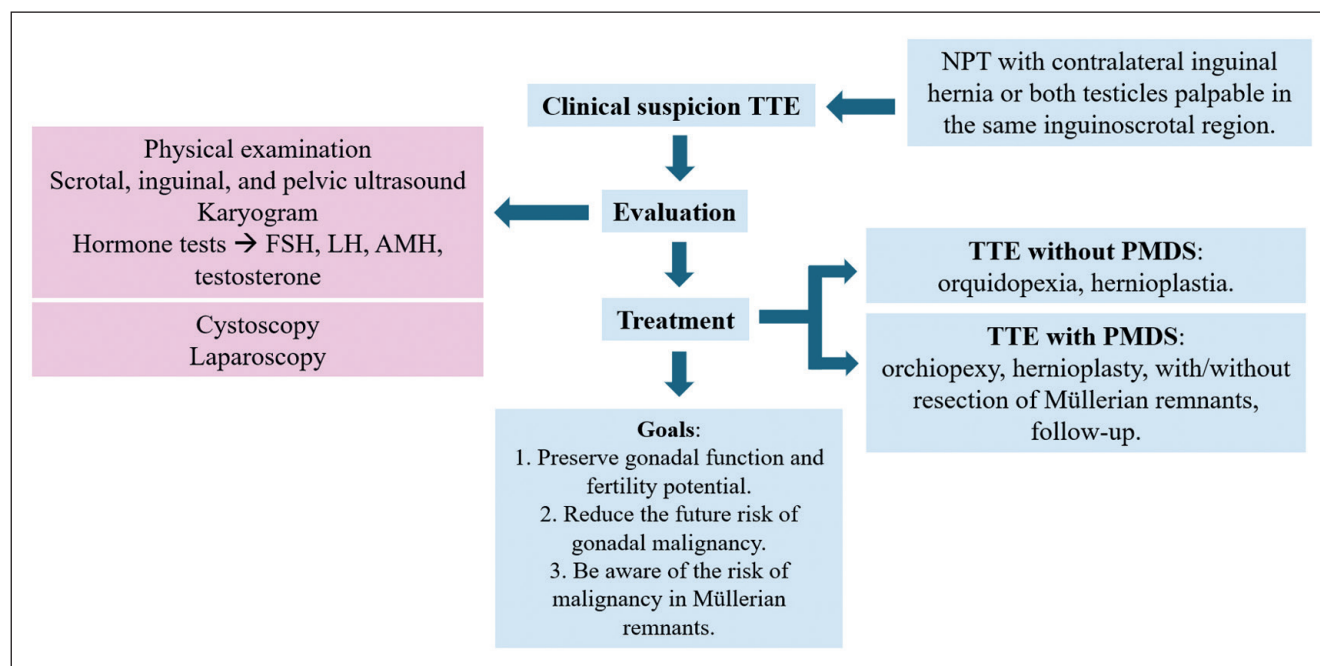 NPT with contralateral inguinal
hernia or both testicles palpable in
the same inguinoscrotal region.
Clinical suspicion TTE
Physical examination
Scrotal, inguinal, and pelvic ultrasound
Karyogram
Hormone tests → FSH, LH, AMH,
testosterone
Cystoscopy
Laparoscopy
Evaluation
Treatment
TTE without PMDS:
orquidopexia, hernioplastia.
TTE with PMDS:
orchiopexy, hernioplasty, with/without
resection of Müllerian remnants,
follow-up.
Goals:
1. Preserve gonadal function and
fertility potential.
2. Reduce the future risk of
gonadal malignancy.
3. Be aware of the risk of
malignancy in Müllerian
remnants.